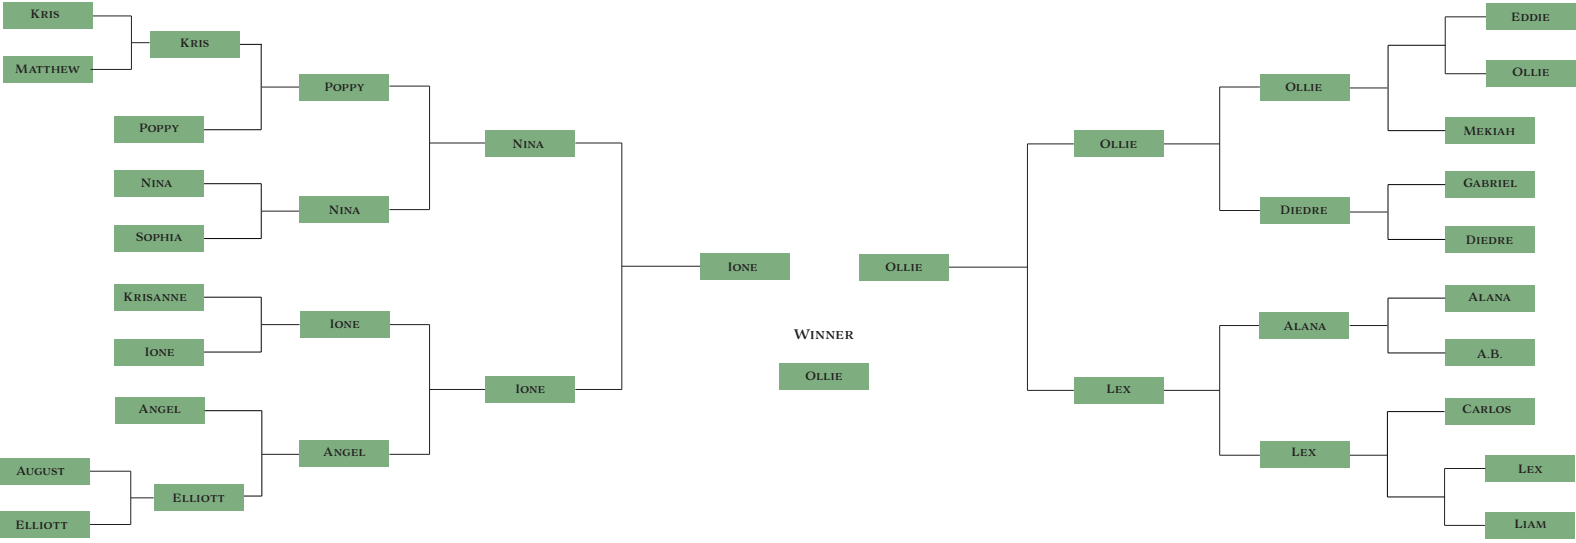 Kris
Matthew
Kris
Poppy
Poppy
Nina
Sophia
Nina
Nina
Krisanne
Ione
Ione
Angel
August
Elliott
Elliott
Angel
Ione
Ione
Winner
Ollie
Ollie
Ollie
Ollie
Eddie
Ollie
Mekiah
Diedre
Gabriel
Diedre
Lex
Alana
Alana
A.B.
Lex
Carlos
Lex
Liam